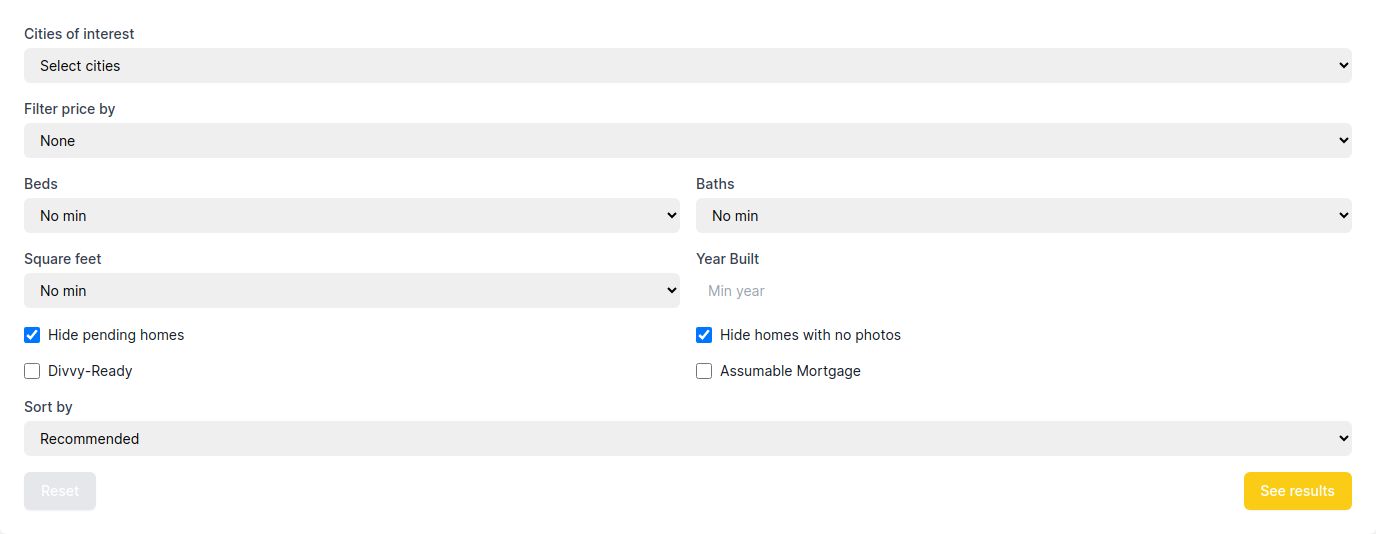 Cities of interest
Select cities
Filter price by
None
Beds
Baths
No min
No min
Square feet
Year Built
No min
Min year
Hide pending homes
Hide homes with no photos
Divvy-Ready
Assumable Mortgage
Sort by
Recommended
Reset
See results